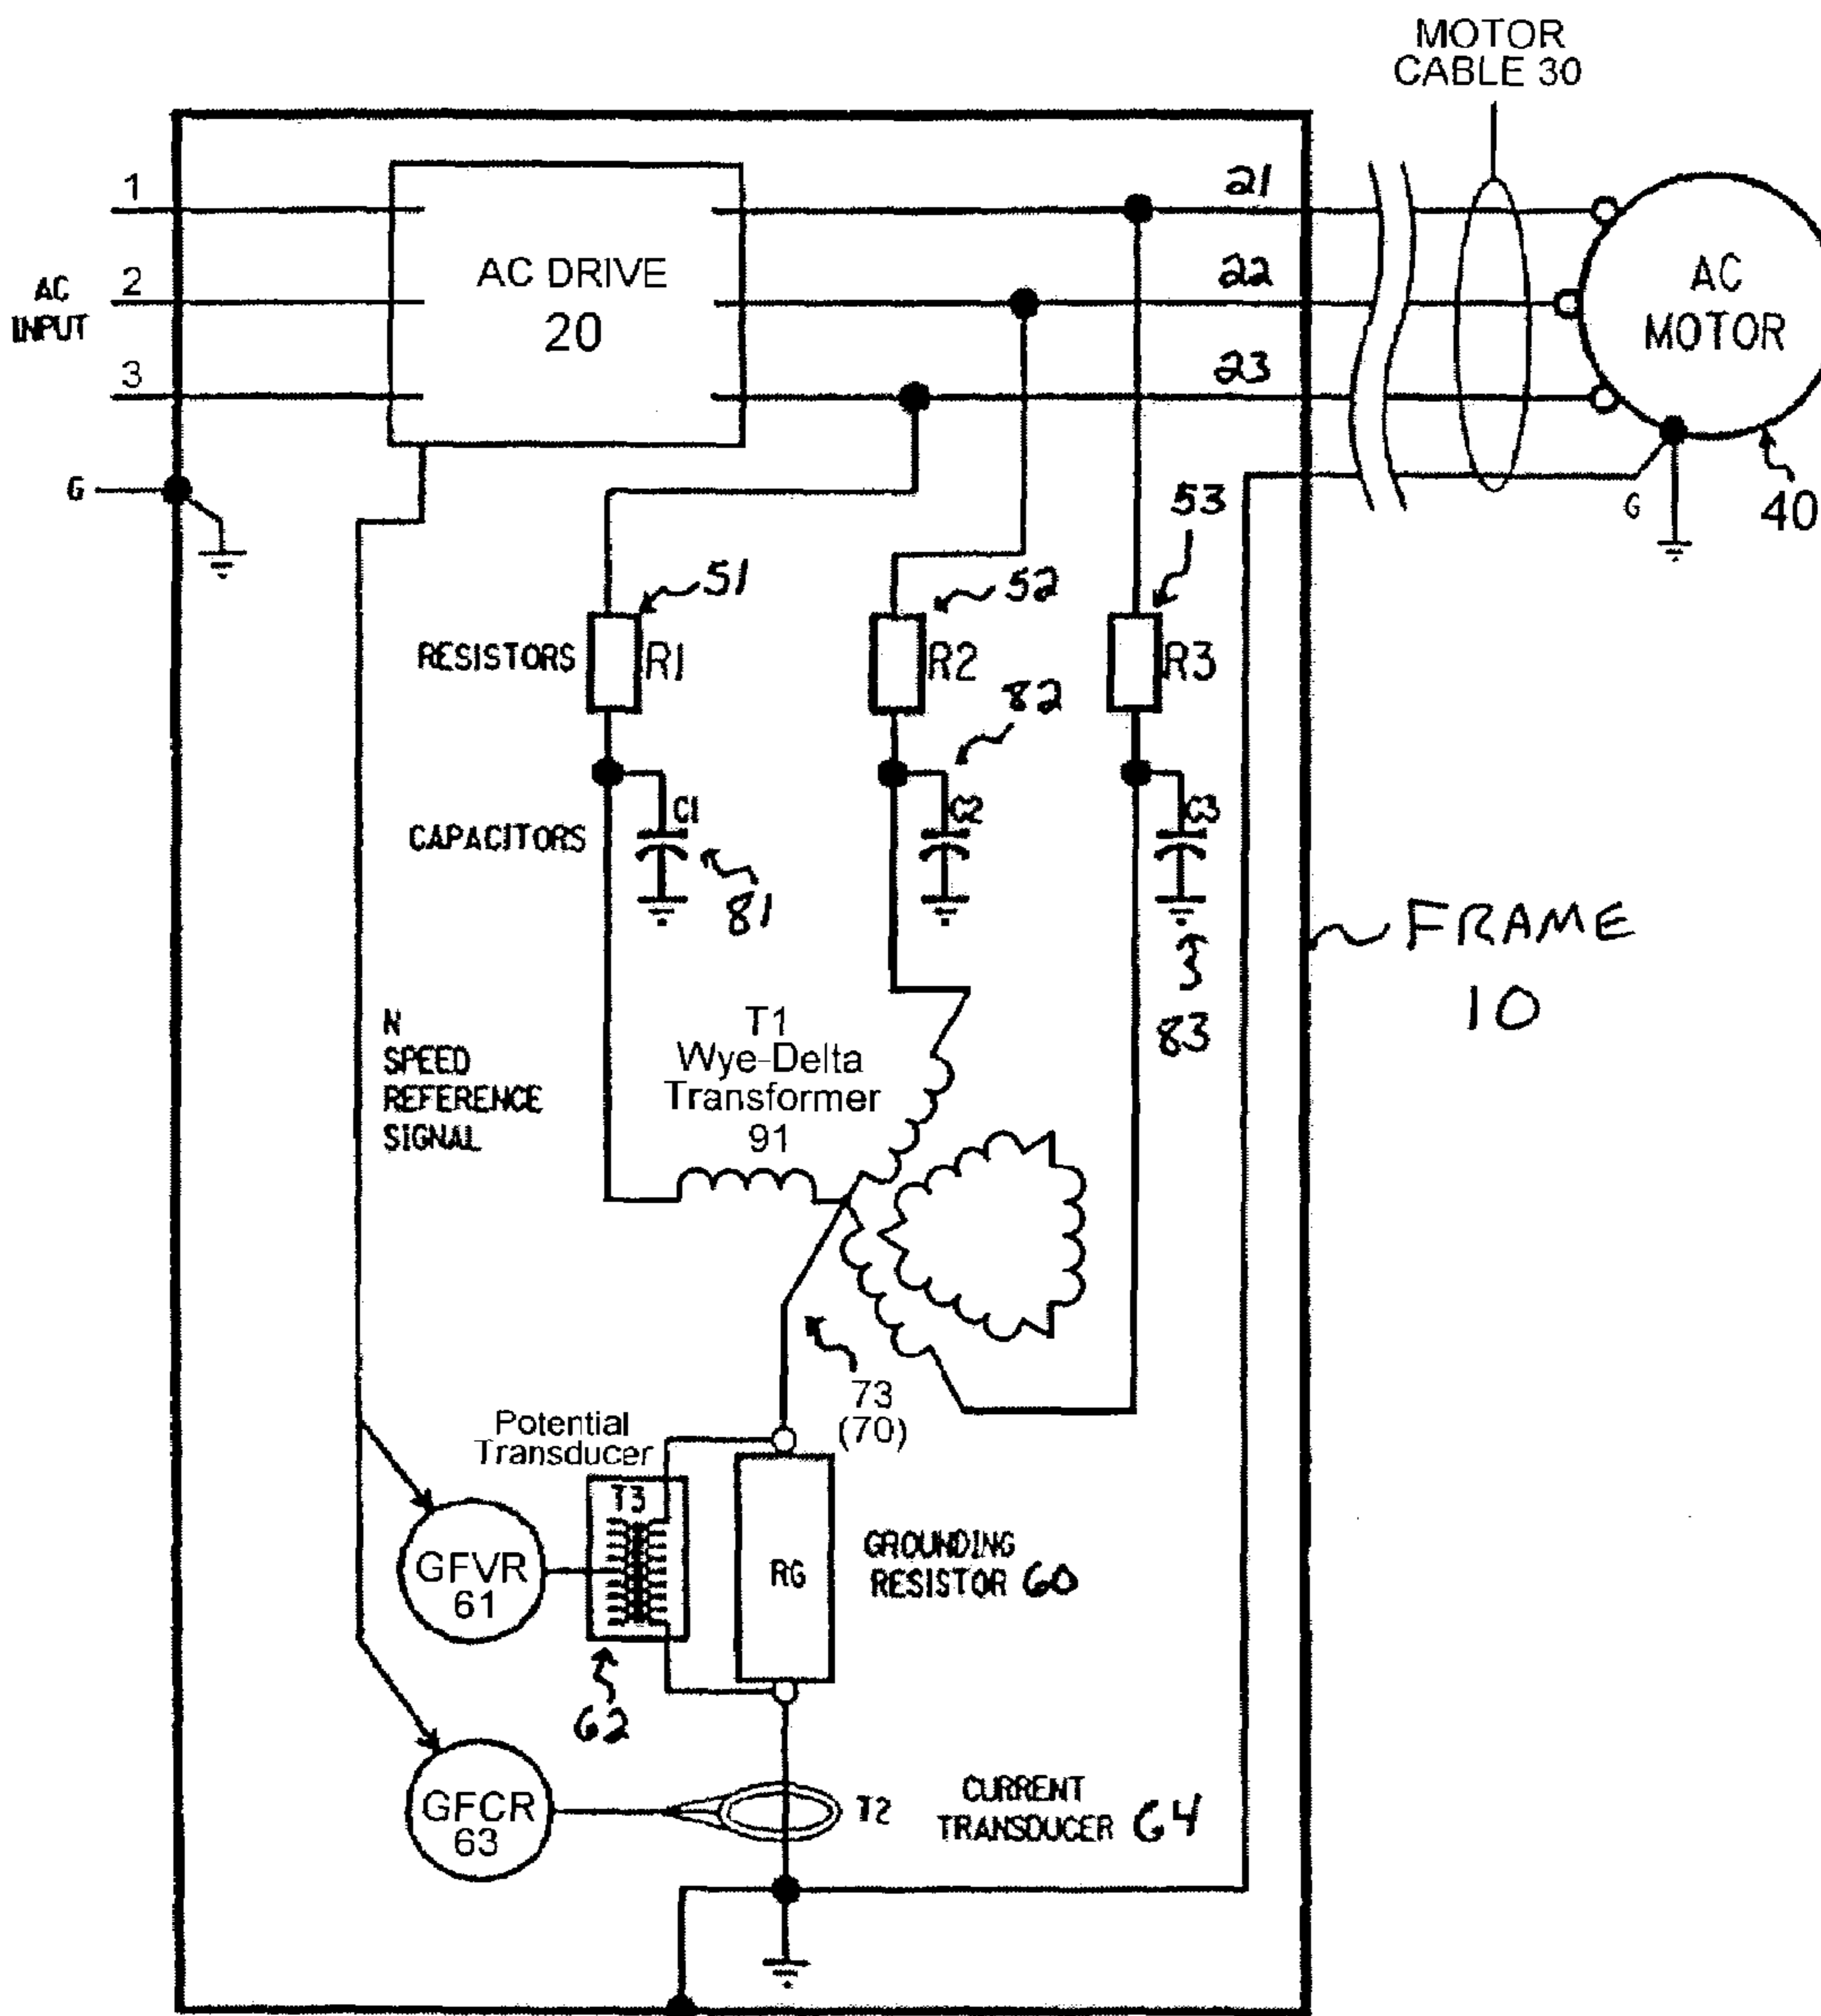 MOTOR
CABLE 30
1
2
3
AC
INPUT
G
AC DRIVE
20
21
22
23
AC
MOTOR
G
40
51
52
53
RESISTORS
R1
R2
R3
82
CAPACITORS
C1
C2
C3
81
83
FRAME
10
N
SPEED
REFERENCE
SIGNAL
T1
Wye-Delta
Transformer
91
73
(70)
Potential
Transducer
T3
GFVR
61
RG
GROUNDING
RESISTOR 60
62
GFCR
63
T2
CURRENT
TRANSDUCER 64